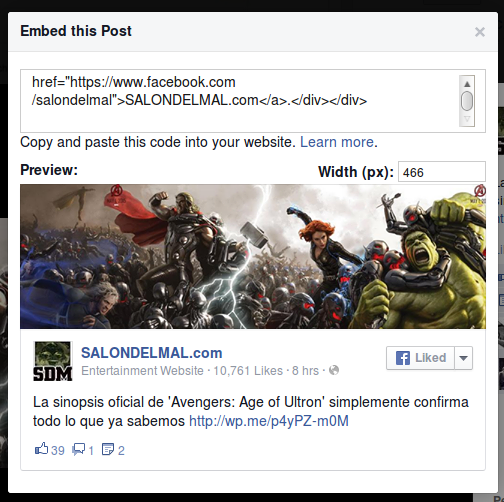 Embed this Post
href="https://www.facebook.com
/salondelmal">SALONDELMAL.com</a>.</div></div>
Copy and paste this code into your website. Learn more.
Preview:
Width (px): 466
SALONDELMAL.com
Entertainment Website · 10,761 Likes · 8 hrs ·
Liked
SDM
La sinopsis oficial de 'Avengers: Age of Ultron' simplemente confirma
todo lo que ya sabemos http://wp.me/p4yPZ-m0M
39 1 2